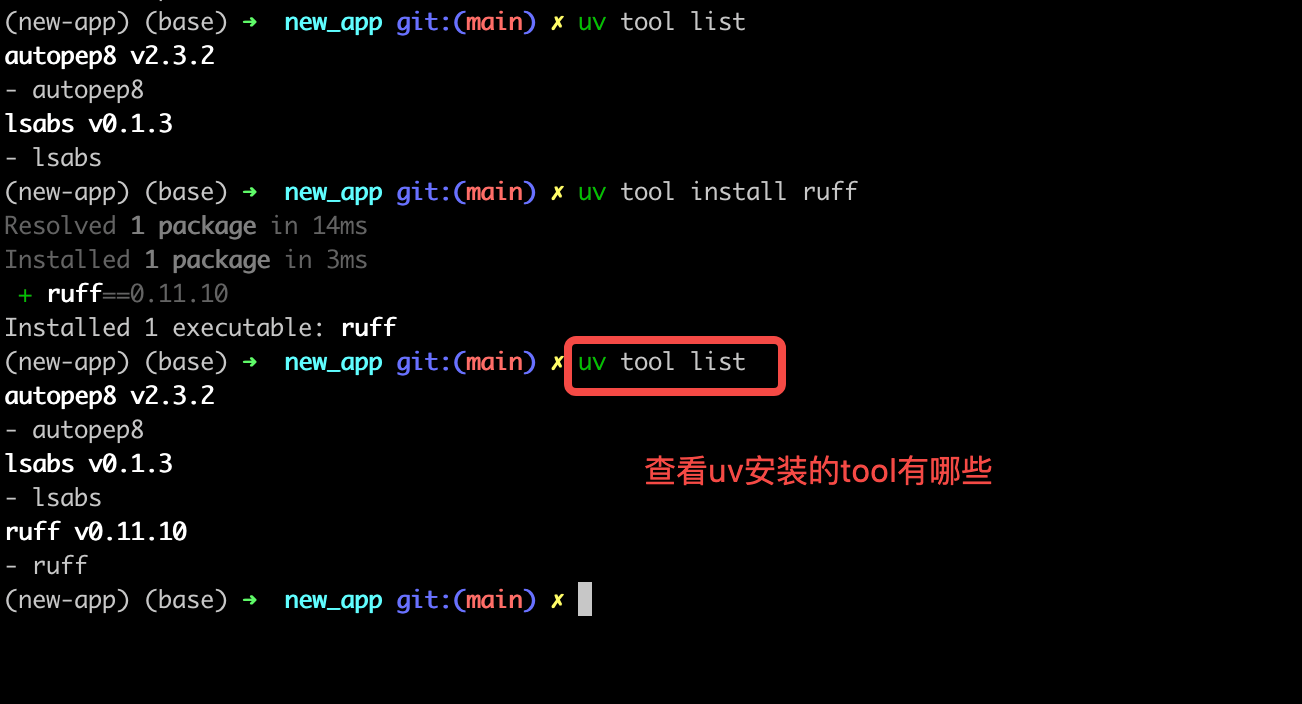 (new-app) (base) ➜  new_app git:(main) ✗ uv tool list
autopep8 v2.3.2
- autopep8
lsabs v0.1.3
- lsabs
(new-app) (base) ➜  new_app git:(main) ✗ uv tool install ruff
Resolved 1 package in 14ms
Installed 1 package in 3ms
 + ruff==0.11.10
Installed 1 executable: ruff
(new-app) (base) ➜  new_app git:(main) ✗ uv tool list
autopep8 v2.3.2
- autopep8
lsabs v0.1.3
查看uv安装的tool有哪些
- lsabs
ruff v0.11.10
- ruff
(new-app) (base) ➜  new_app git:(main) ✗